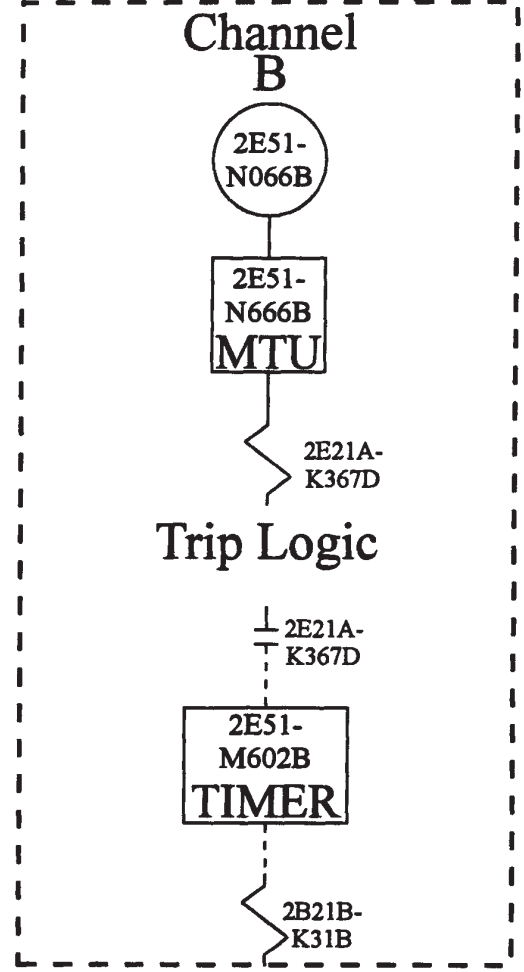 Channel
B
2E51-
N066B
2E51-
N666B
MTU
2E21A-
K367D
Trip Logic
2E21A-
K367D
2E51-
M602B
TIMER
2B21B-
K31B